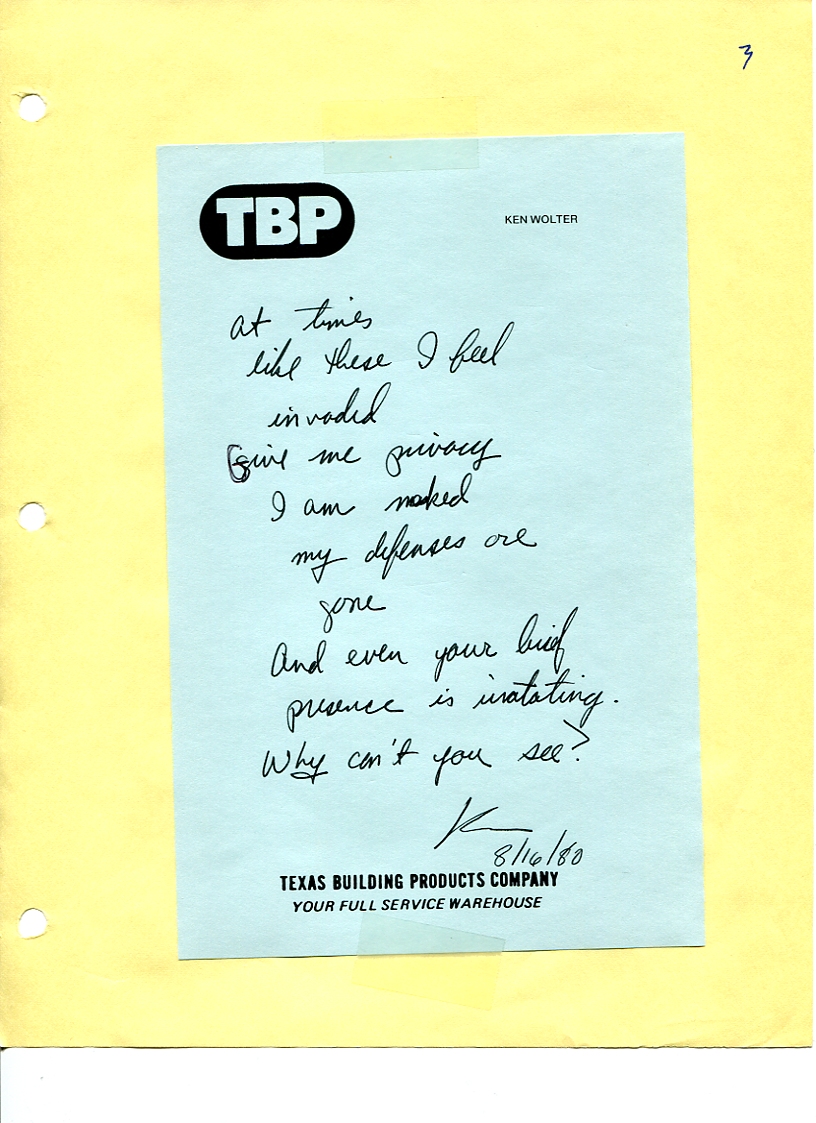 3
TBP
KEN WOLTER
at times
like these I feel
invaded
Give me privacy
I am naked
my defenses are
gone
And even your brief
presence is irratating.
Why can't you see?
K
8/16/80
TEXAS BUILDING PRODUCTS COMPANY
YOUR FULL SERVICE WAREHOUSE